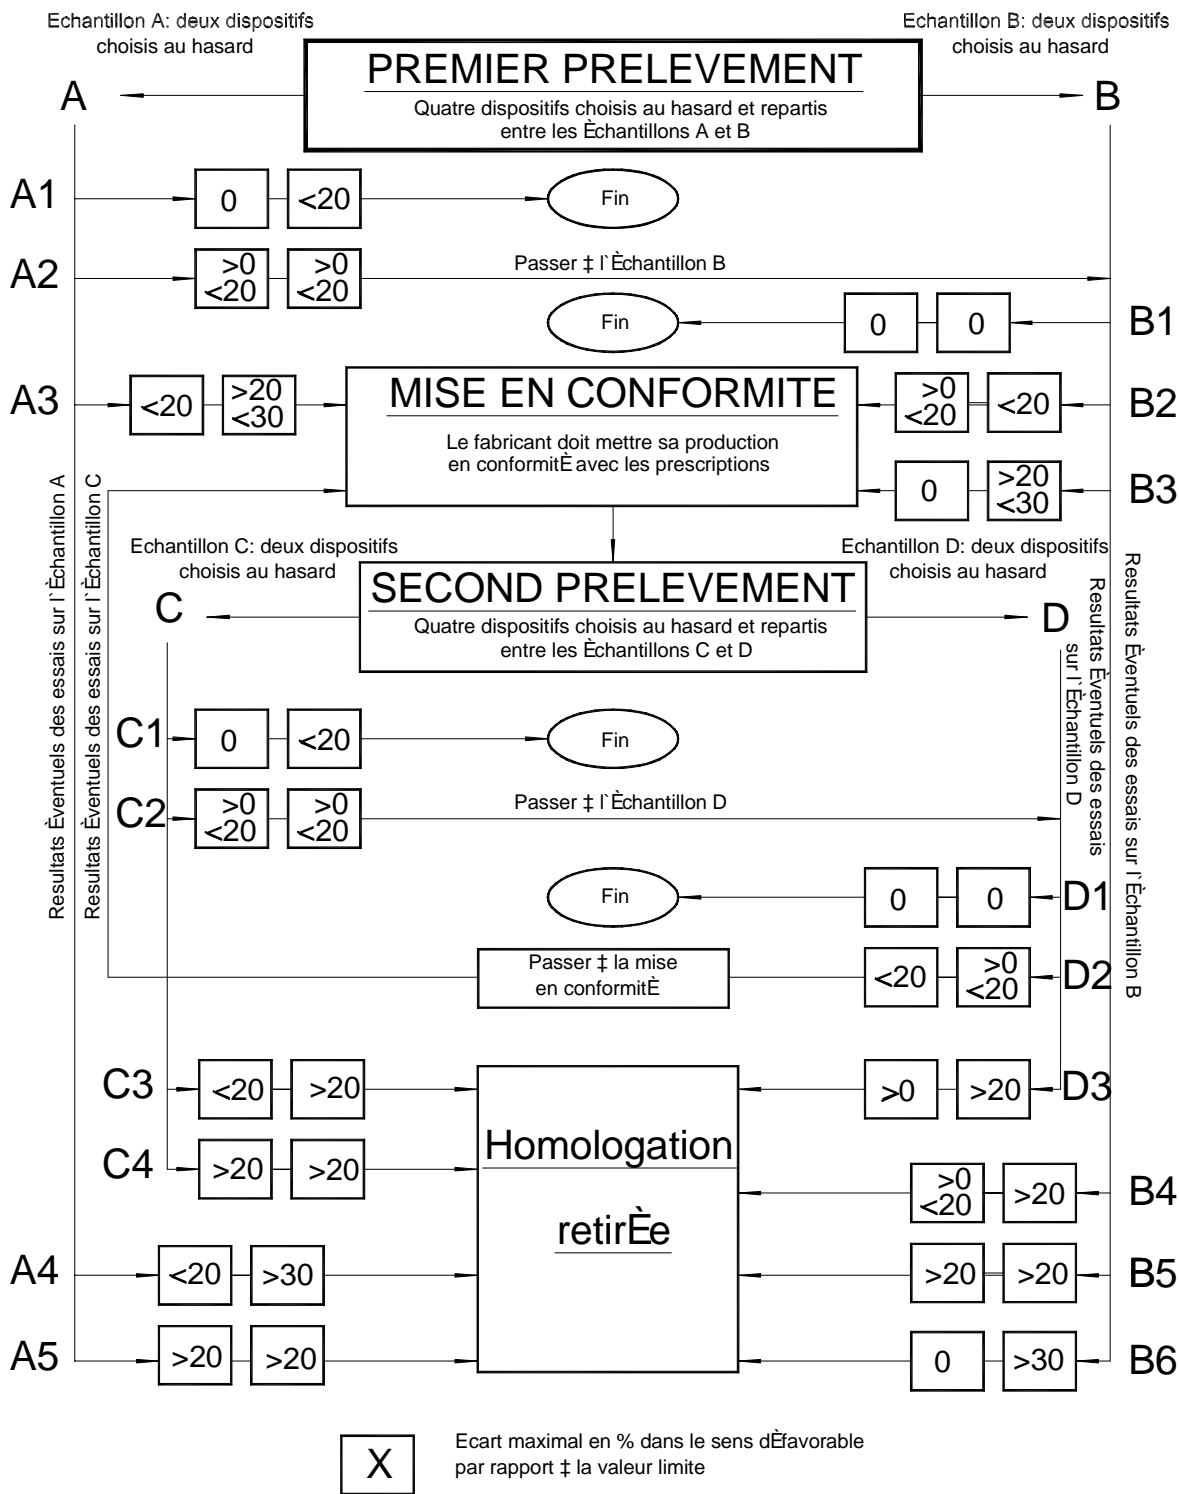 Echantillon A: deux dispositifs
choisis au hasard
Echantillon B: deux dispositifs
choisis au hasard
PREMIER PRELEVEMENT
Quatre dispositifs choisis au hasard et repartis
entre les Èchantillons A et B
A
B
A1
0
<20
Fin
A2
>0
<20
>0
<20
Passer ‡ l`Èchantillon B
Fin
0
0
B1
A3
<20
>20
<30
MISE EN CONFORMITE
Le fabricant doit mettre sa production
en conformitÈ avec les prescriptions
>0
<20
<20
B2
0
>20
<30
B3
Resultats Èventuels des essais sur l`Èchantillon A
Resultats Èventuels des essais sur l`Èchantillon C
Echantillon C: deux dispositifs
choisis au hasard
Echantillon D: deux dispositifs
choisis au hasard
SECOND PRELEVEMENT
Quatre dispositifs choisis au hasard et repartis
entre les Èchantillons C et D
C
D
Resultats Èventuels des essais
sur l`Èchantillon D
Resultats Èventuels des essais sur l`Èchantillon B
C1
0
<20
Fin
C2
>0
<20
>0
<20
Passer ‡ l`Èchantillon D
Fin
0
0
D1
Passer ‡ la mise
en conformitÈ
<20
>0
<20
D2
C3
<20
>20
Homologation
retirÈe
>0
>20
D3
C4
>20
>20
>0
<20
>20
B4
A4
<20
>30
>20
>20
B5
A5
>20
>20
0
>30
B6
X
Ecart maximal en % dans le sens dÈfavorable
par rapport ‡ la valeur limite